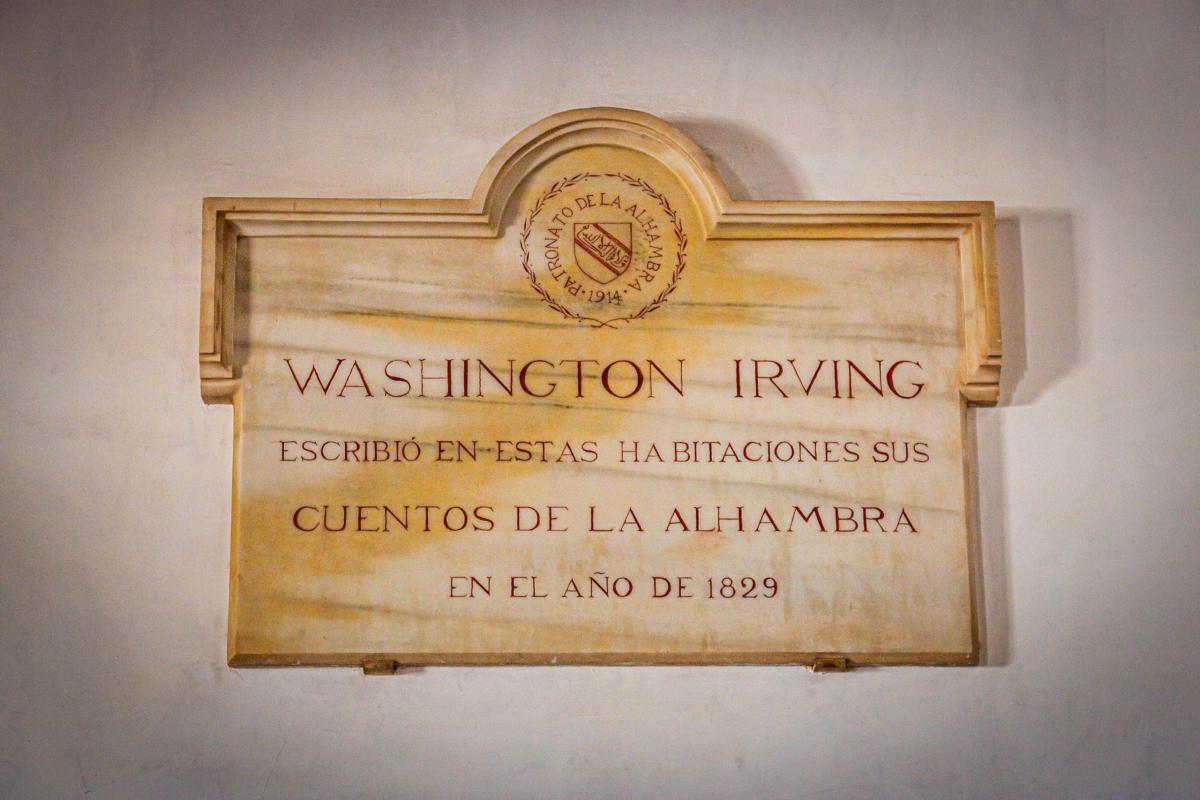 PATRONATO DE LA ALHAMBRA
·1914·
WASHINGTON IRVING
ESCRIBIÓ EN ESTAS HABITACIONES SUS
CUENTOS DE LA ALHAMBRA
EN EL AÑO DE 1829